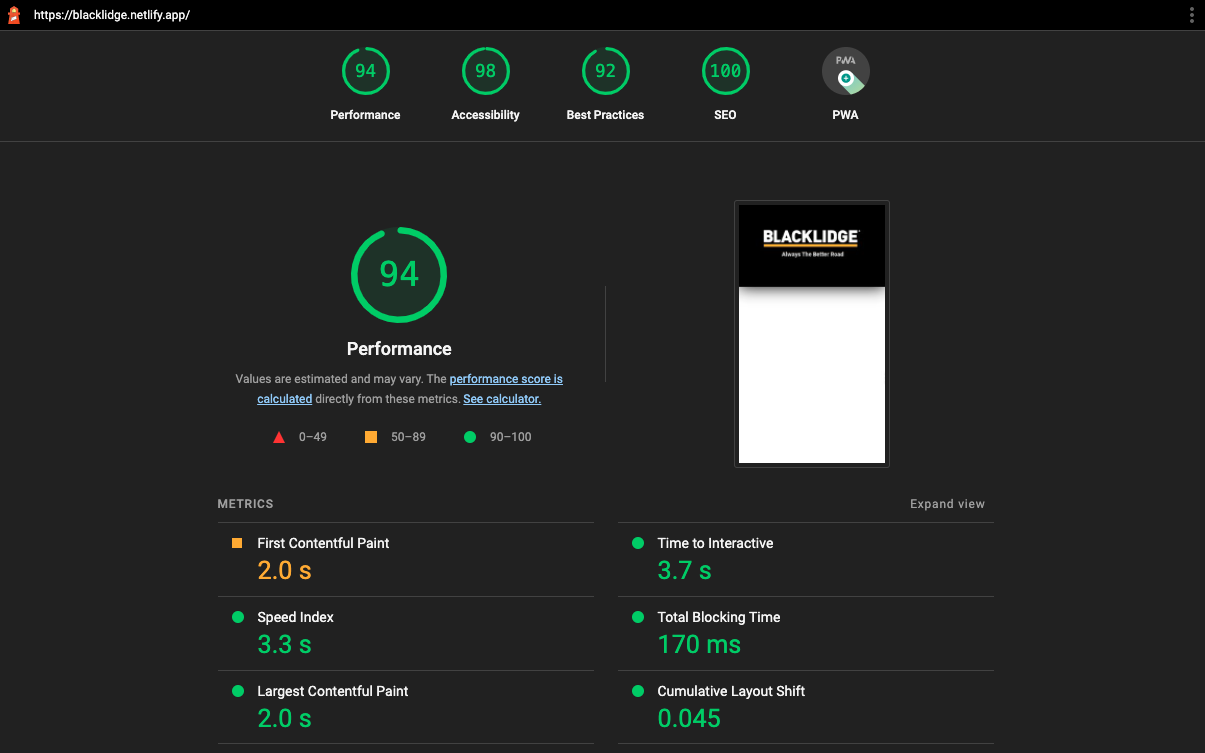 https://blacklidge.netlify.app/
94
98
92
100
PWA
Performance
Accessibility
Best Practices
SEO
PWA
94
Performance
Values are estimated and may vary. The performance score is
calculated directly from these metrics. See calculator.
0–49
50–89
90–100
BLACKLIDGE
Always The Better Road
METRICS
Expand view
First Contentful Paint
2.0 s
Time to Interactive
3.7 s
Speed Index
3.3 s
Total Blocking Time
170 ms
Largest Contentful Paint
2.0 s
Cumulative Layout Shift
0.045